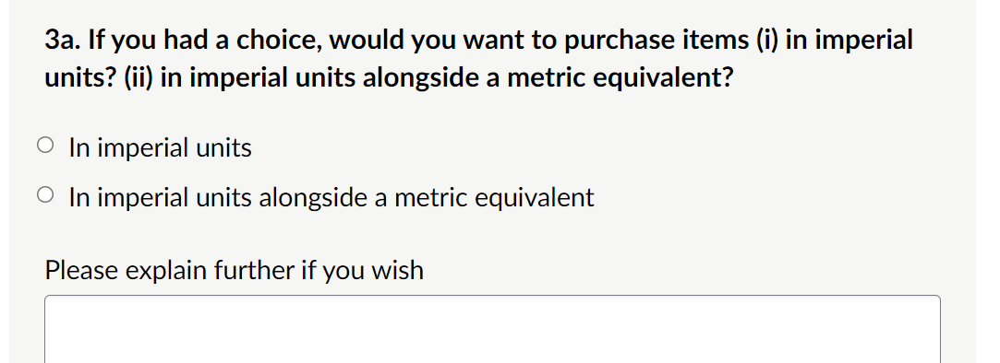 3a. If you had a choice, would you want to purchase items (i) in imperial
units? (ii) in imperial units alongside a metric equivalent?
In imperial units
In imperial units alongside a metric equivalent
Please explain further if you wish